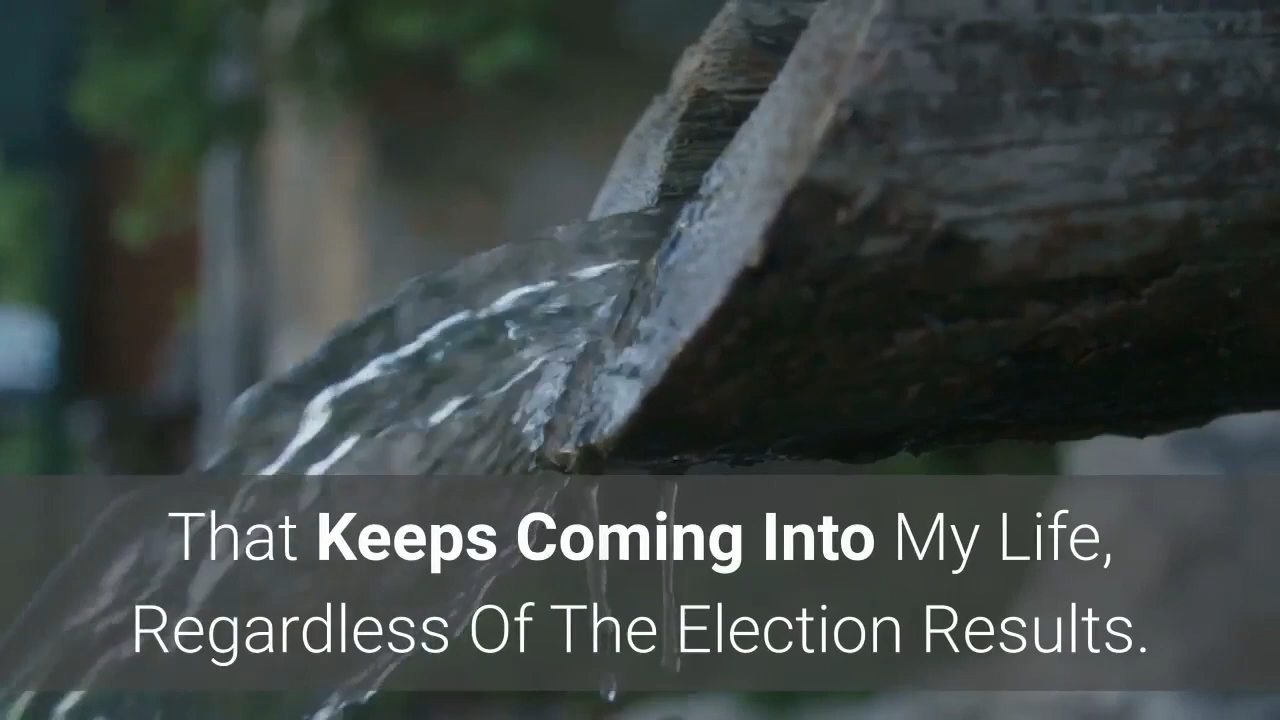 That Keeps Coming Into My Life,
Regardless Of The Election Results.